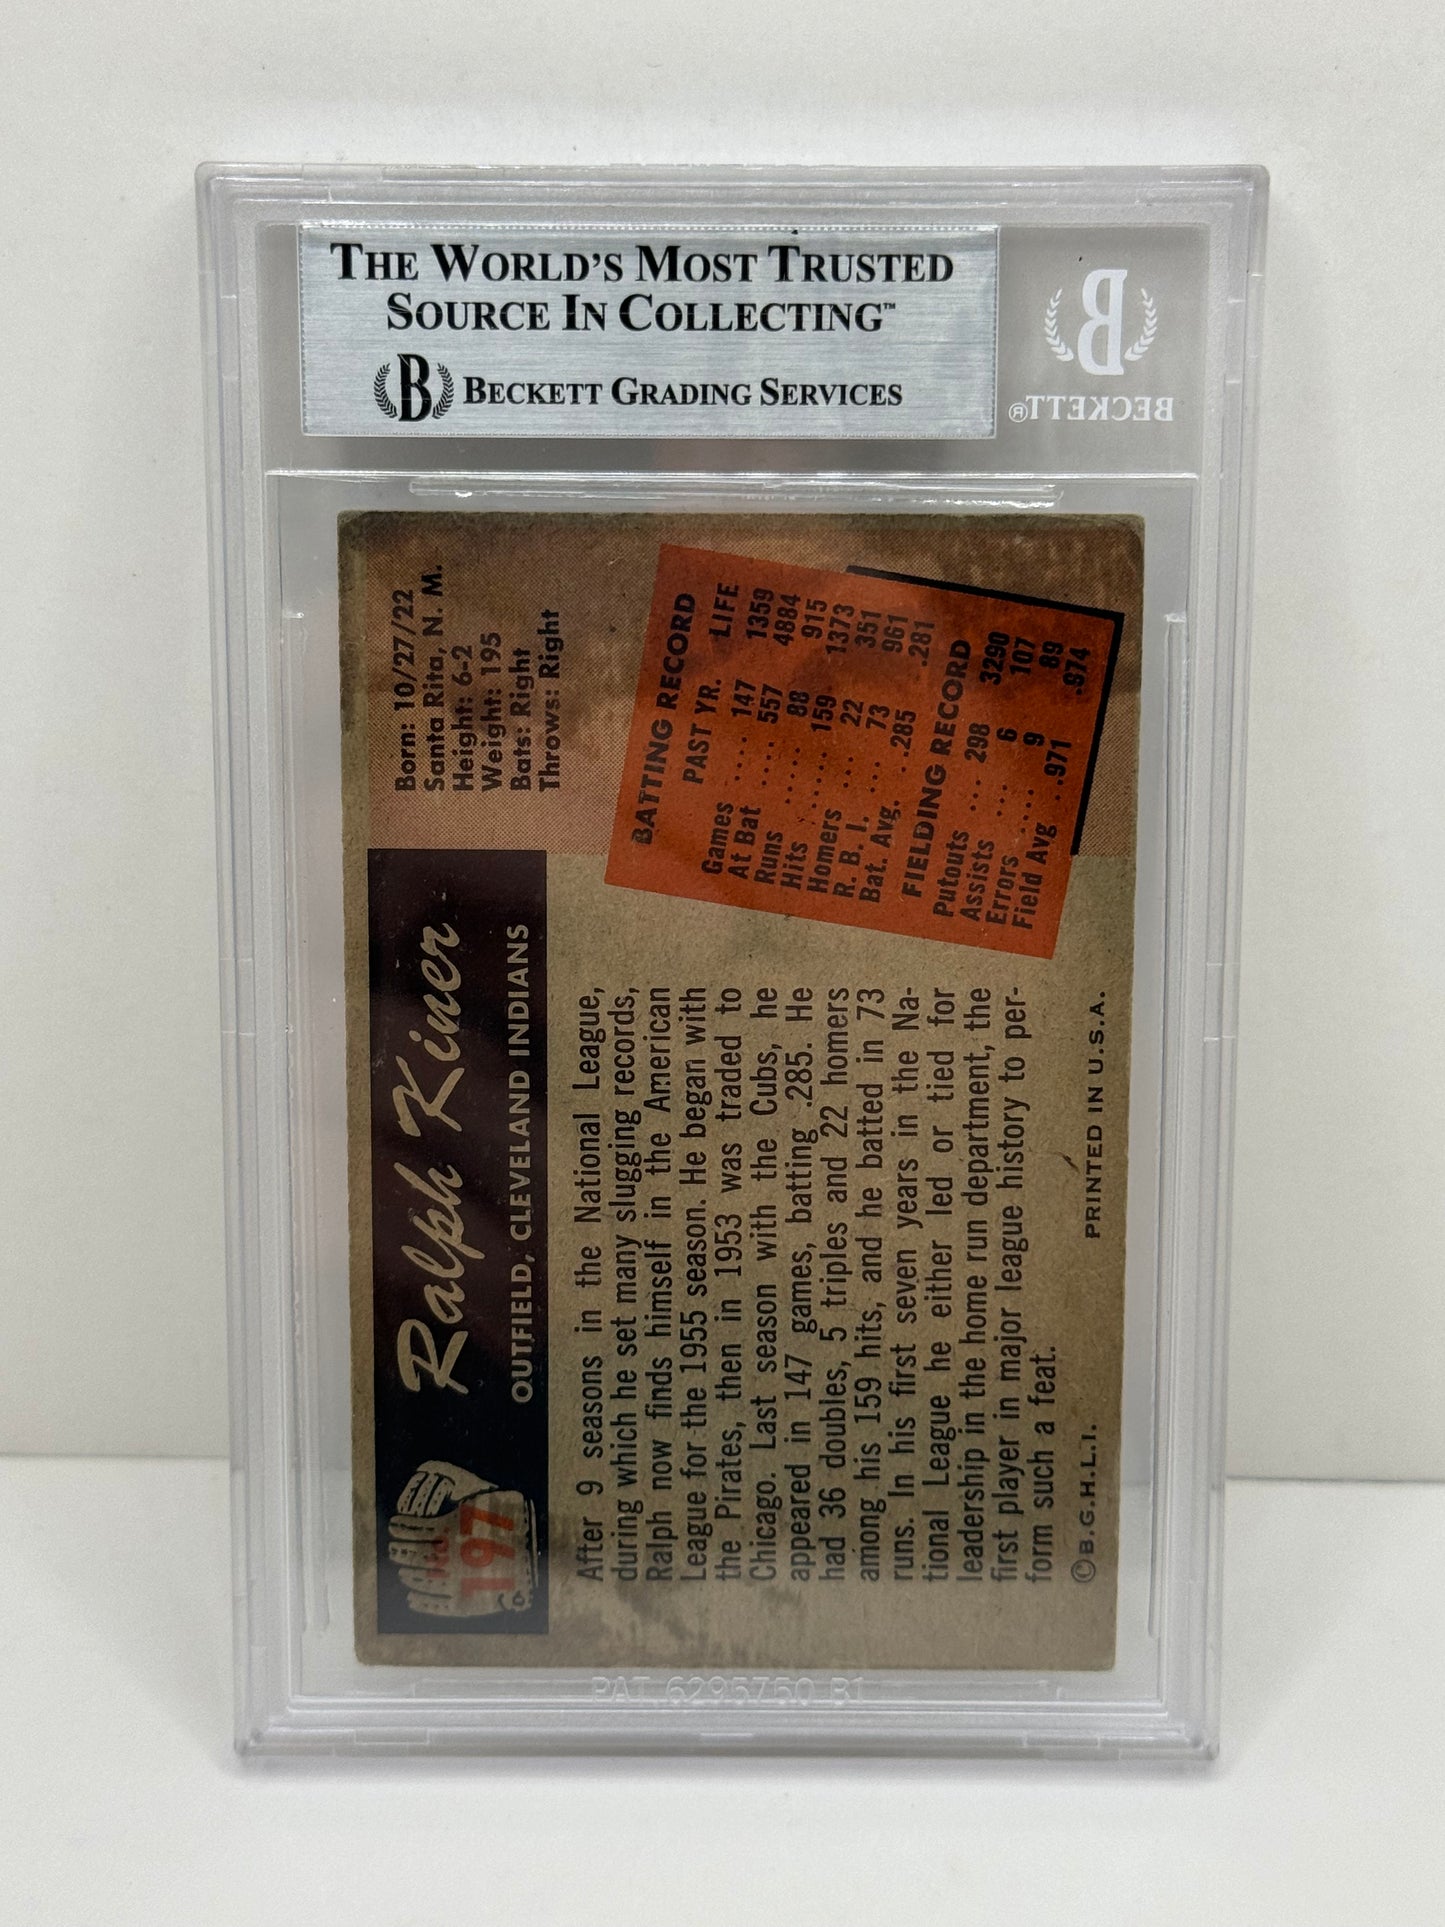 THE WORLD'S MOST TRUSTED
SOURCE IN COLLECTING™
B BECKETT GRADING SERVICES
B
BECKETT®
197
Ralph Kiner
OUTFIELD, CLEVELAND INDIANS
Born: 10/27/22
Santa Rita, N. M.
Height: 6-2
Weight: 195
Bats: Right
Throws: Right
After 9 seasons in the National League,
during which he set many slugging records,
Ralph now finds himself in the American
League for the 1955 season. He began with
the Pirates, then in 1953 was traded to
Chicago. Last season with the Cubs, he
appeared in 147 games, batting .285. He
had 36 doubles, 5 triples and 22 homers
among his 159 hits, and he batted in 73
runs. In his first seven years in the Na-
tional League he either led or tied for
leadership in the home run department, the
first player in major league history to per-
form such a feat.
BATTING RECORD
PAST YR. LIFE
Games .... 147 1359
At Bat .... 557 4884
Runs ..... 88 915
Hits ...... 159 1373
Homers ... 22 351
R. B. I. ... 73 961
Bat. Avg. . .285 .281
FIELDING RECORD
Putouts ... 298 3290
Assists .... 6 107
Errors .... 9 89
Field Avg . .971 .974
©B.G.H.L.I. PRINTED IN U.S.A.
PAT. 6295750 B1